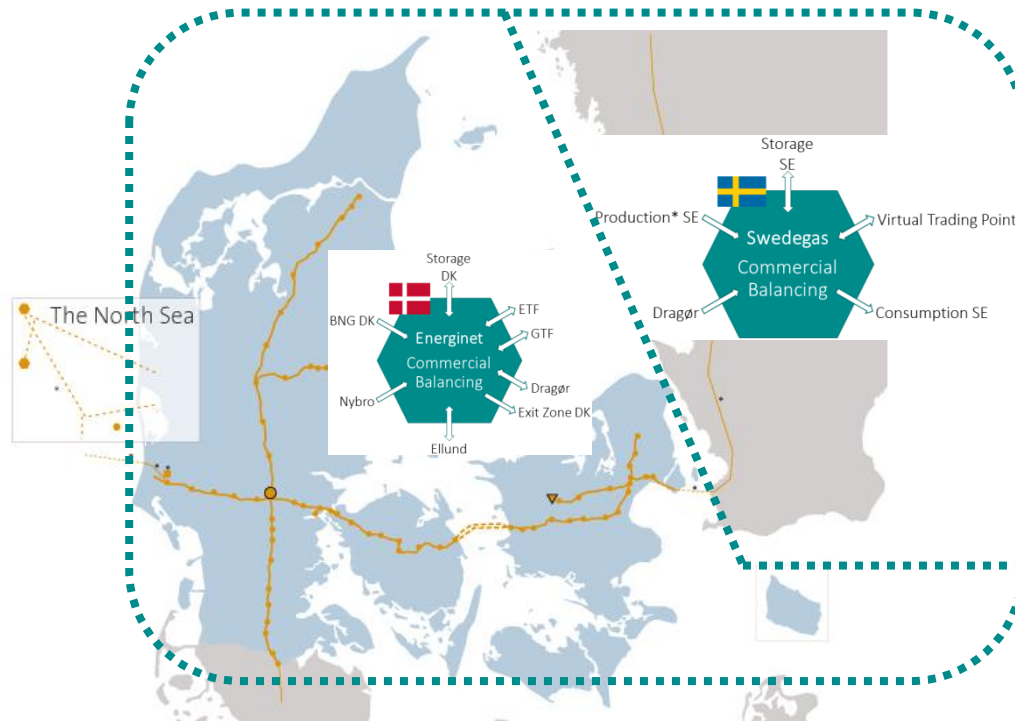 The North Sea
Storage
DK
BNG DK
ETF
GTF
Energinet
Commercial
Balancing
Nybro
Dragør
Exit Zone DK
Ellund
Storage
SE
Production* SE
Virtual Trading Point
Swedegas
Commercial
Balancing
Dragør
Consumption SE